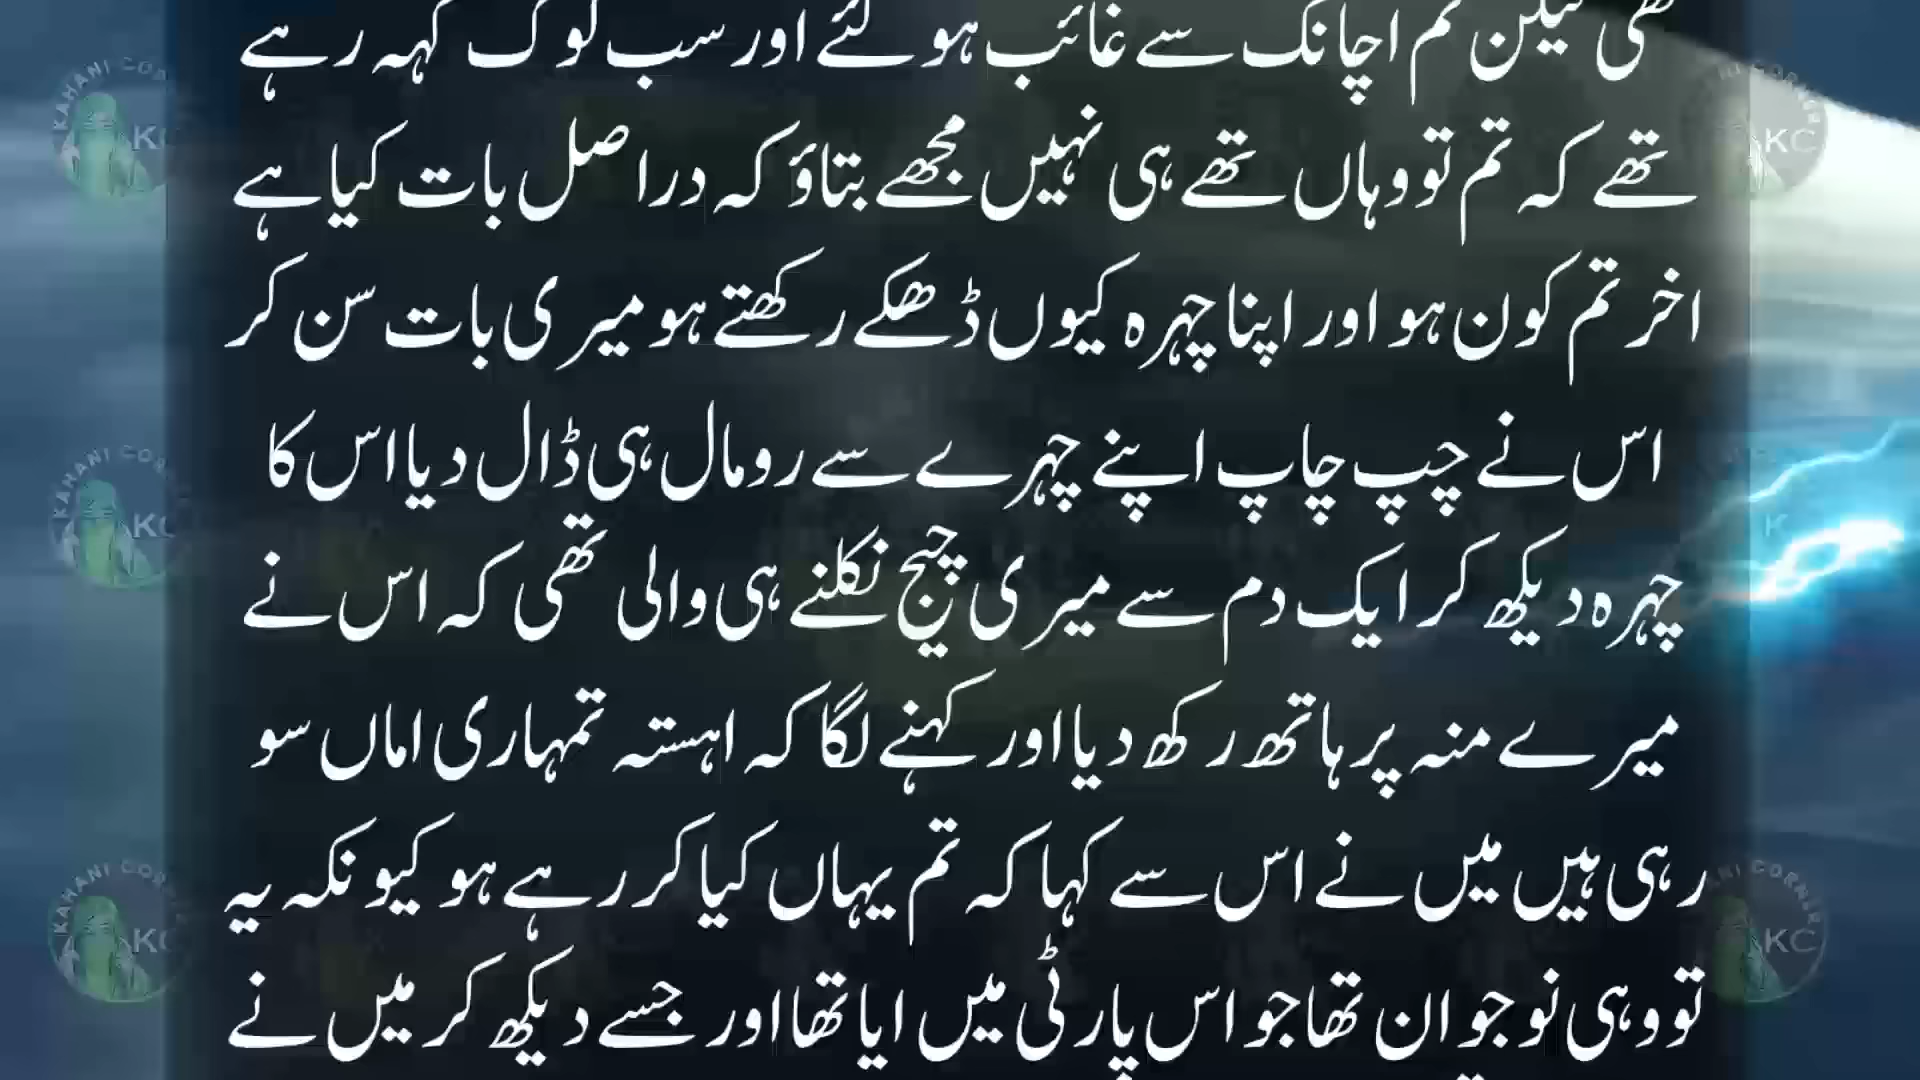 تھی لیکن تم اچانک سے غائب ہو گئے اور سب لوگ کہہ رہے
تھے کہ تم تو وہاں تھے ہی نہیں مجھے بتاؤ کہ دراصل بات کیا ہے
اخر تم کون ہو اور اپنا چہرہ کیوں ڈھکے رکھتے ہو میری بات سن کر
اس نے چپ چاپ اپنے چہرے سے رومال ہی ڈال دیا اس کا
چہرہ دیکھ کر ایک دم سے میری چیخ نکلنے ہی والی تھی کہ اس نے
میرے منہ پر ہاتھ رکھ دیا اور کہنے لگا کہ اہستہ تمہاری اماں سو
رہی ہیں میں نے اس سے کہا کہ تم یہاں کیا کر رہے ہو کیونکہ یہ
تو وہی نوجوان تھا جو اس پارٹی میں ایا تھا اور جسے دیکھ کر میں نے
KAHANI CORNER
KC